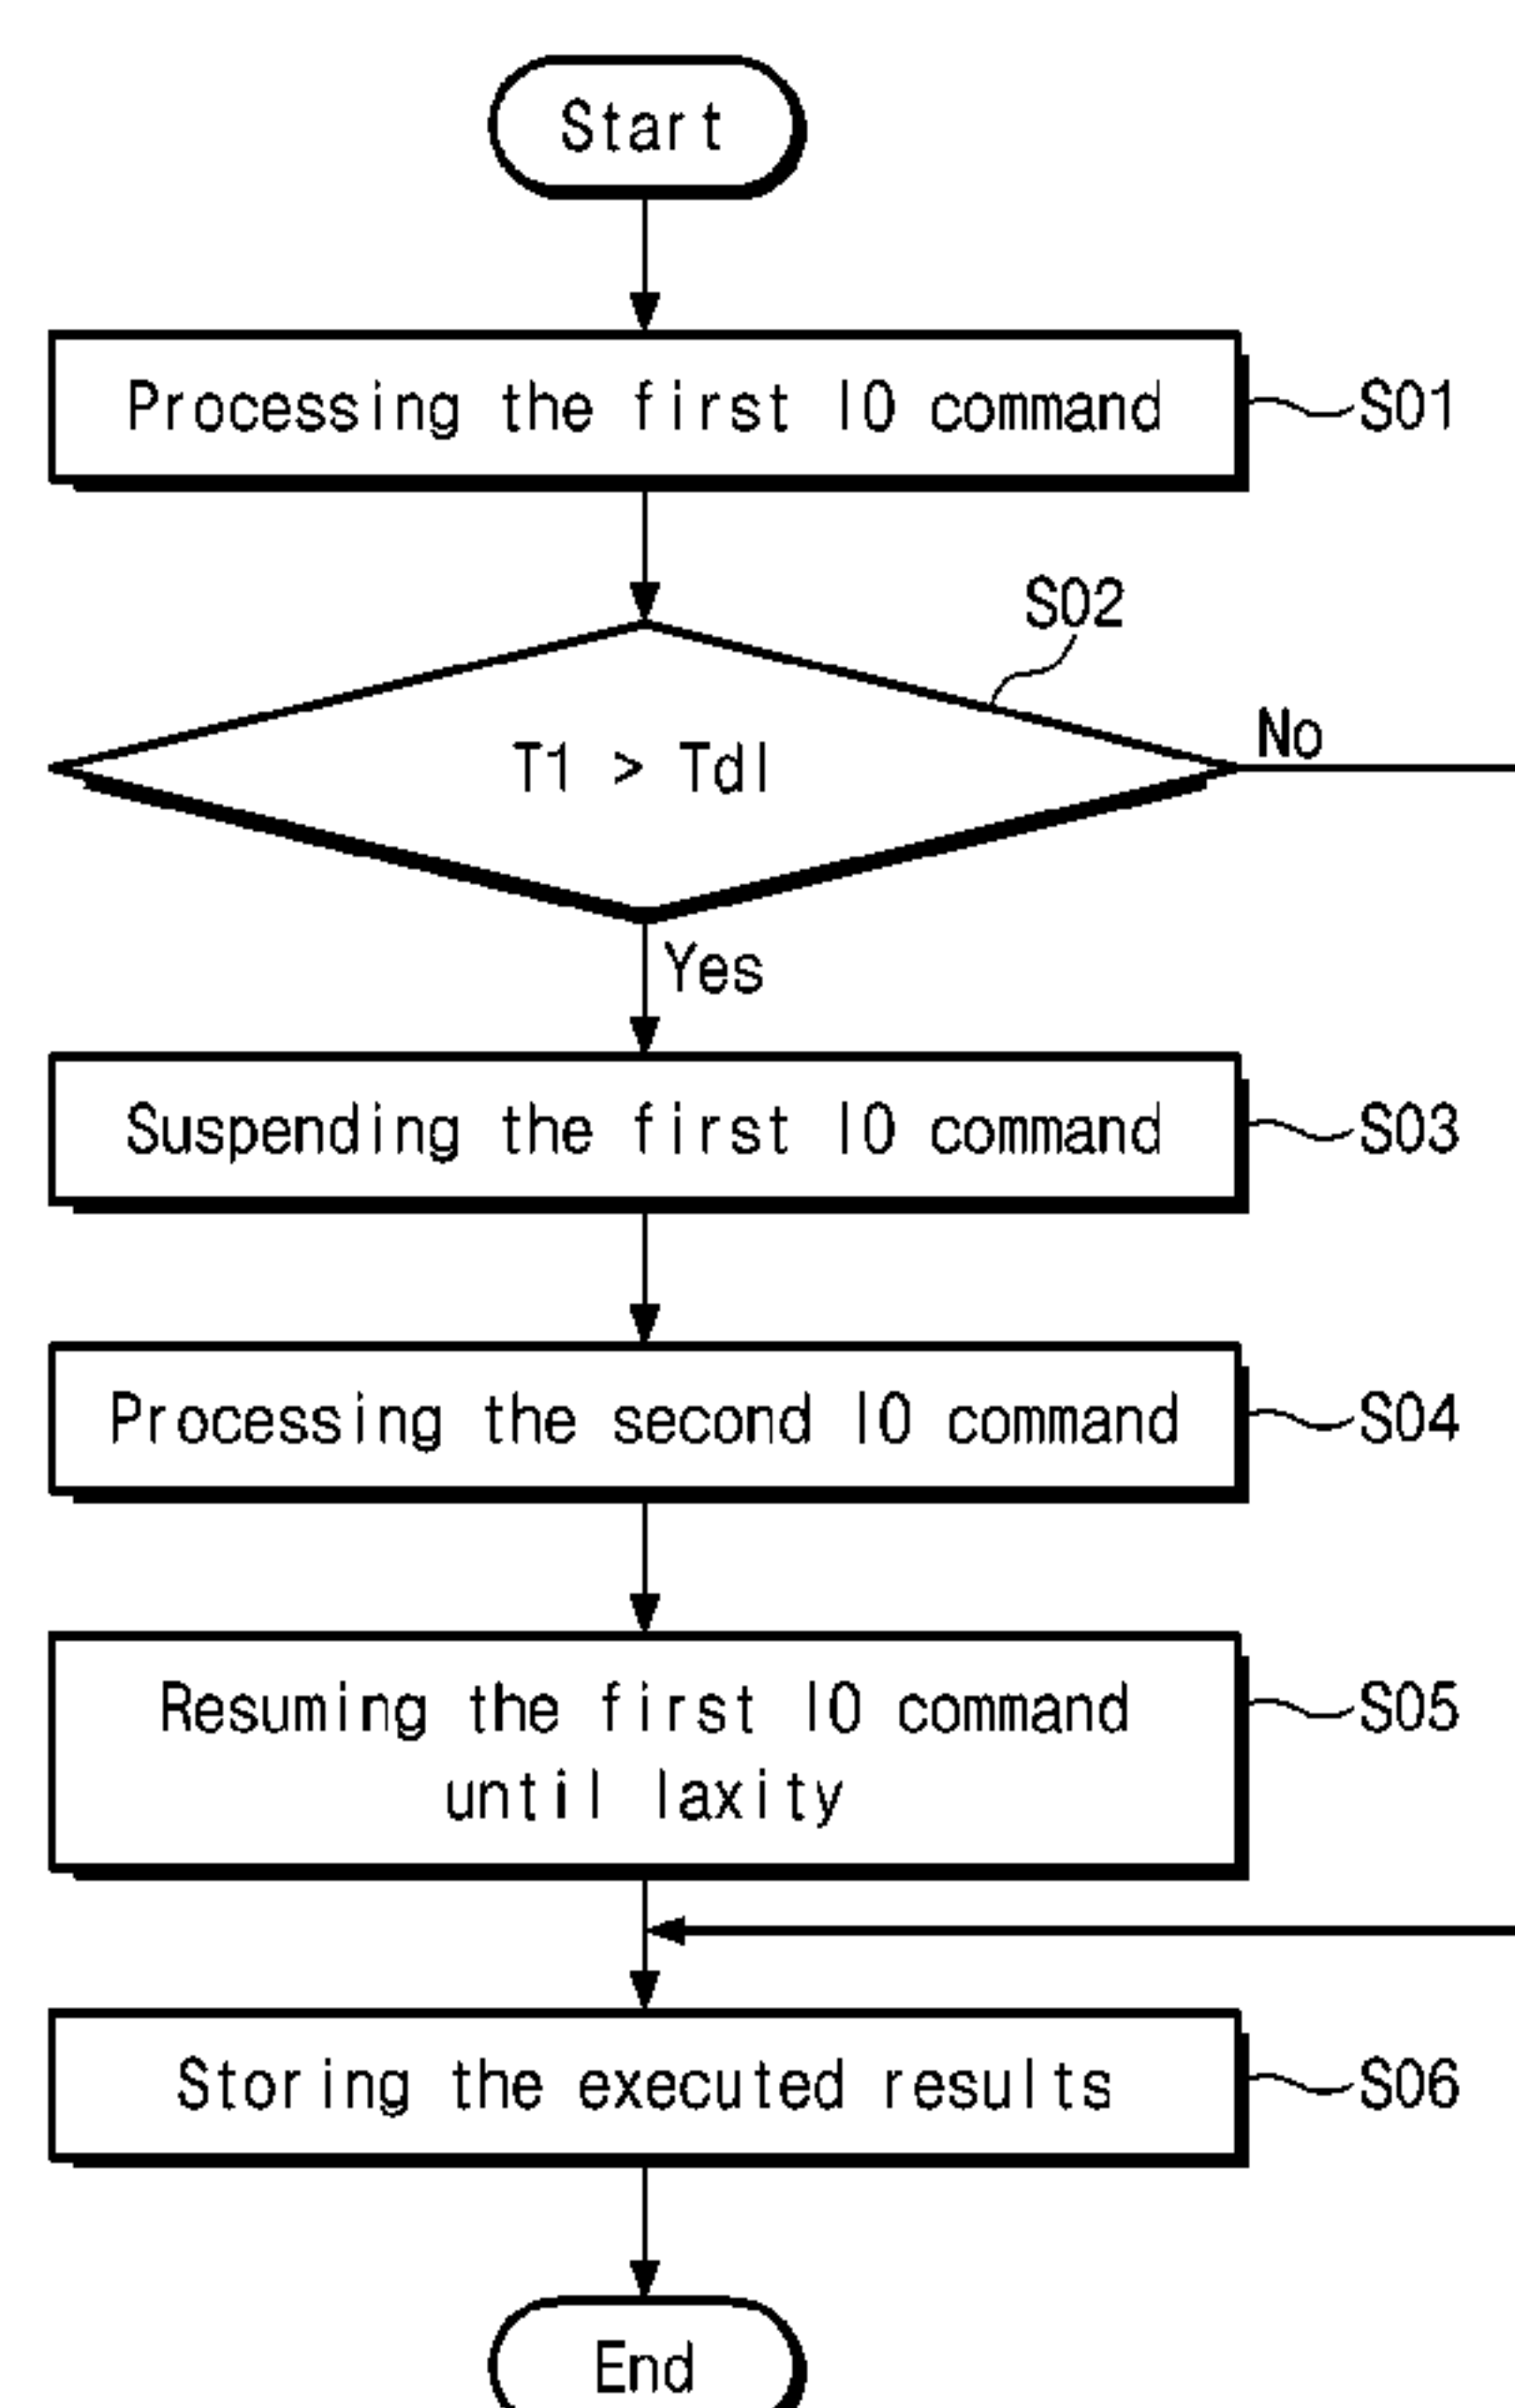 Start
Processing the first IO command
S01
S02
T1 > Tdl
No
Yes
Suspending the first IO command
S03
Processing the second IO command
S04
Resuming the first IO command
until laxity
S05
Storing the executed results
S06
End